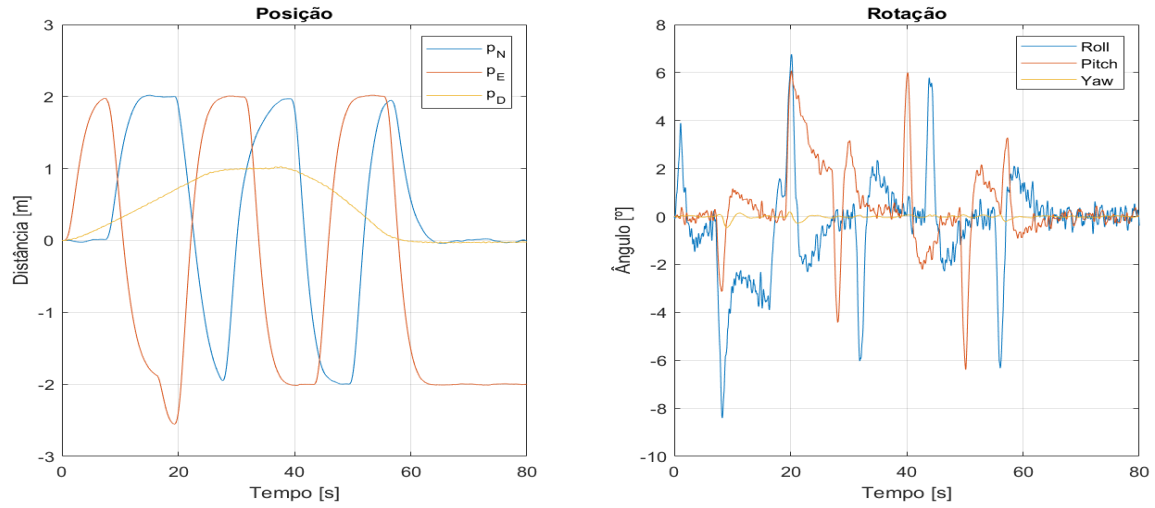 Posição
3
2
1
0
-1
-2
-3
Distância [m]
0 20 40 60 80
Tempo [s]
p_N
p_E
p_D
Rotação
8
6
4
2
0
-2
-4
-6
-8
-10
Ângulo [º]
0 20 40 60 80
Tempo [s]
Roll
Pitch
Yaw